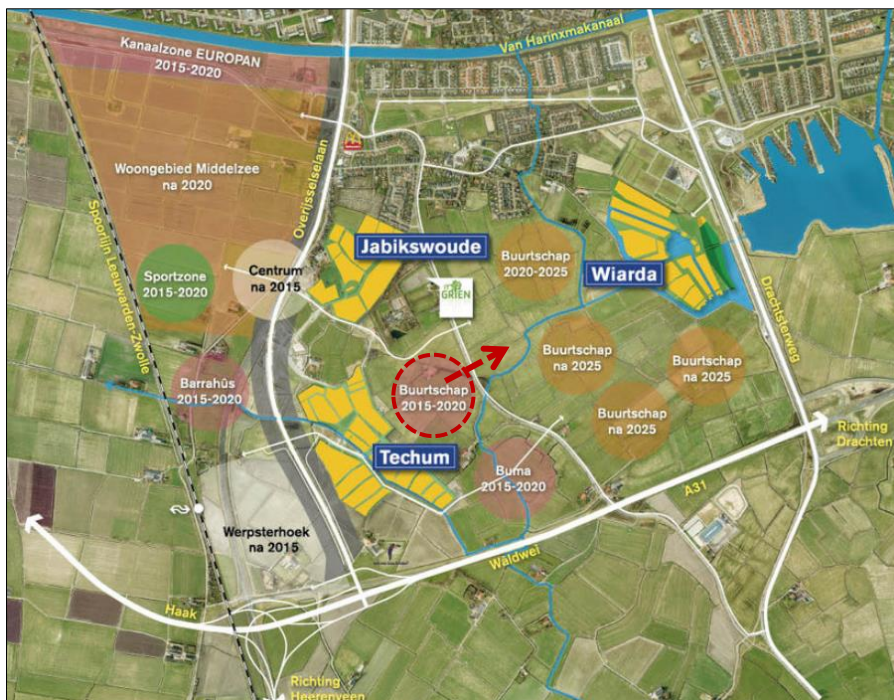 Kanaalzone EUROPAN
2015-2020
Van Harinxmakanaal
Woongebied Middelzee
na 2020
Overijsselselaan
Spoorlijn Leeuwarden-Zwolle
Sportzone
2015-2020
Centrum
na 2015
Jabikswoude
GRIEN
Buurtschap
2020-2025
Wiarda
Drachtsterweg
Barrahûs
2015-2020
Buurtschap
2015-2020
Buurtschap
na 2025
Buurtschap
na 2025
Buurtschap
na 2025
Richting
Drachten
Techum
Buma
2015-2020
A31
Werpsterhoek
na 2015
Wâldwei
Haak
Richting
Heerenveen